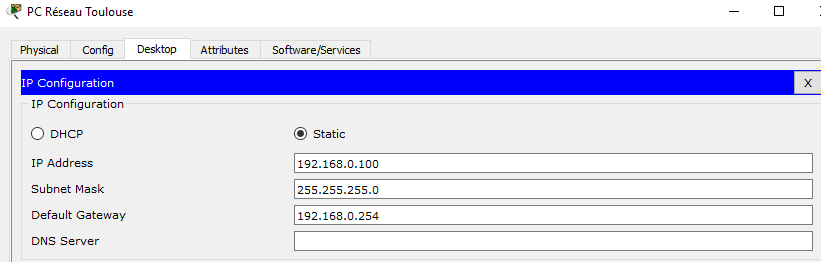 PC Réseau Toulouse
Physical Config Desktop Attributes Software/Services
IP Configuration X
IP Configuration
DHCP Static
IP Address 192.168.0.100
Subnet Mask 255.255.255.0
Default Gateway 192.168.0.254
DNS Server